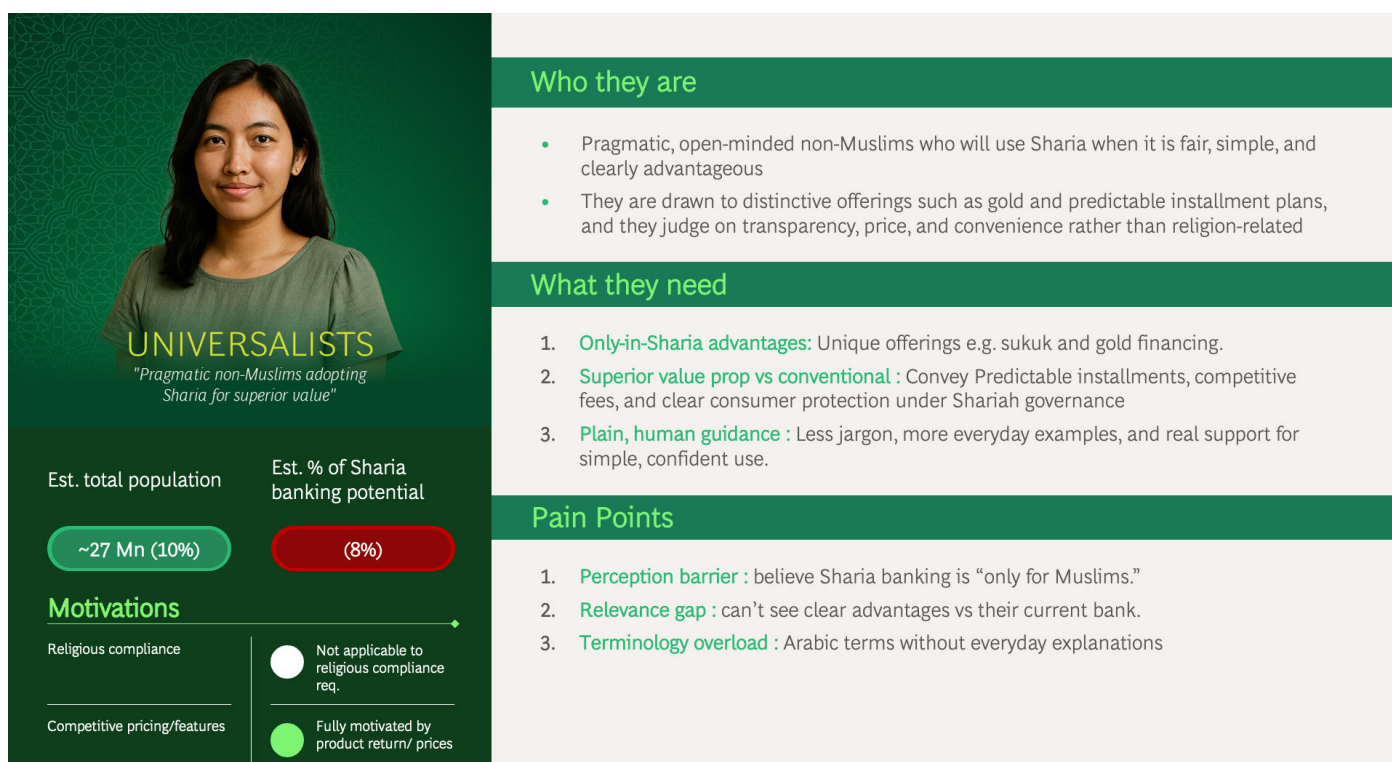 UNIVERSALISTS
"Pragmatic non-Muslims adopting
Sharia for superior value"
Est. total population
Est. % of Sharia
banking potential
~27 Mn (10%)
(8%)
Motivations
Religious compliance
Not applicable to
religious compliance
req.
Competitive pricing/features
Fully motivated by
product return/ prices
Who they are
• Pragmatic, open-minded non-Muslims who will use Sharia when it is fair, simple, and
clearly advantageous
• They are drawn to distinctive offerings such as gold and predictable installment plans,
and they judge on transparency, price, and convenience rather than religion-related
What they need
1. Only-in-Sharia advantages: Unique offerings e.g. sukuk and gold financing.
2. Superior value prop vs conventional : Convey Predictable installments, competitive
fees, and clear consumer protection under Shariah governance
3. Plain, human guidance : Less jargon, more everyday examples, and real support for
simple, confident use.
Pain Points
1. Perception barrier : believe Sharia banking is “only for Muslims.”
2. Relevance gap : can’t see clear advantages vs their current bank.
3. Terminology overload : Arabic terms without everyday explanations